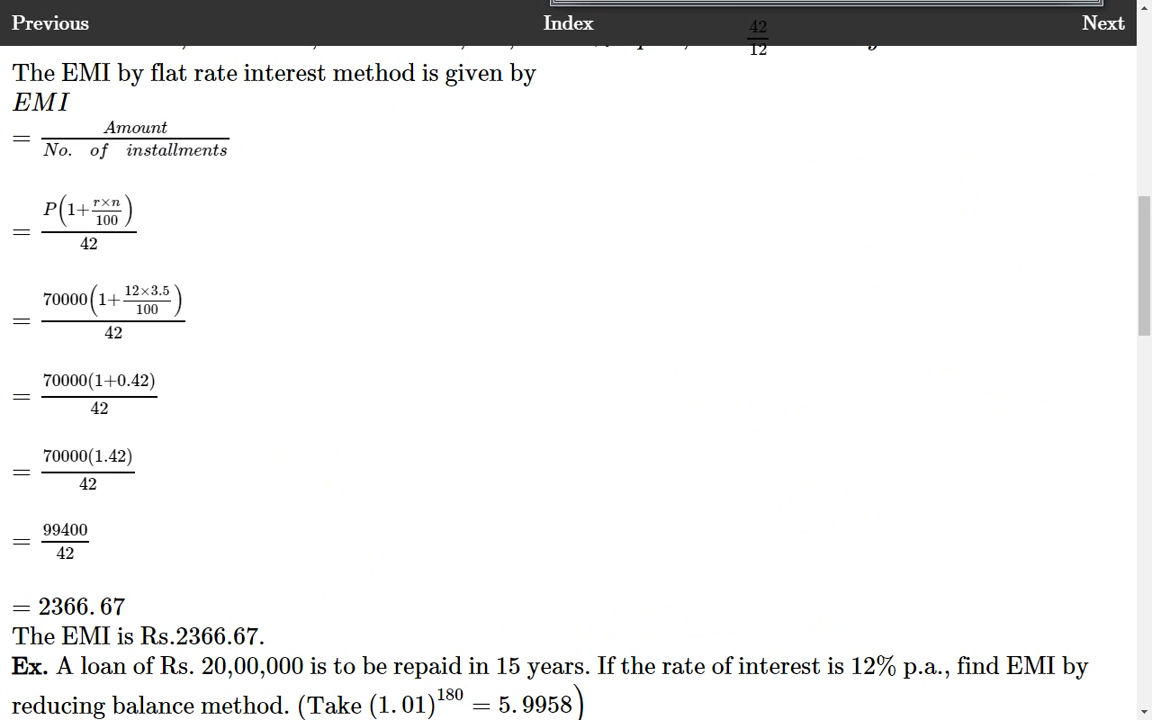 Previous Index Next
42
12
The EMI by flat rate interest method is given by
EMI
= Amount
No. of installments
= P(1+ r×n
100 )
42
= 70000(1+ 12×3.5
100 )
42
= 70000(1+0.42)
42
= 70000(1.42)
42
= 99400
42
= 2366.67
The EMI is Rs.2366.67.
Ex. A loan of Rs. 20,00,000 is to be repaid in 15 years. If the rate of interest is 12% p.a., find EMI by
reducing balance method. (Take (1.01)^180 = 5.9958)